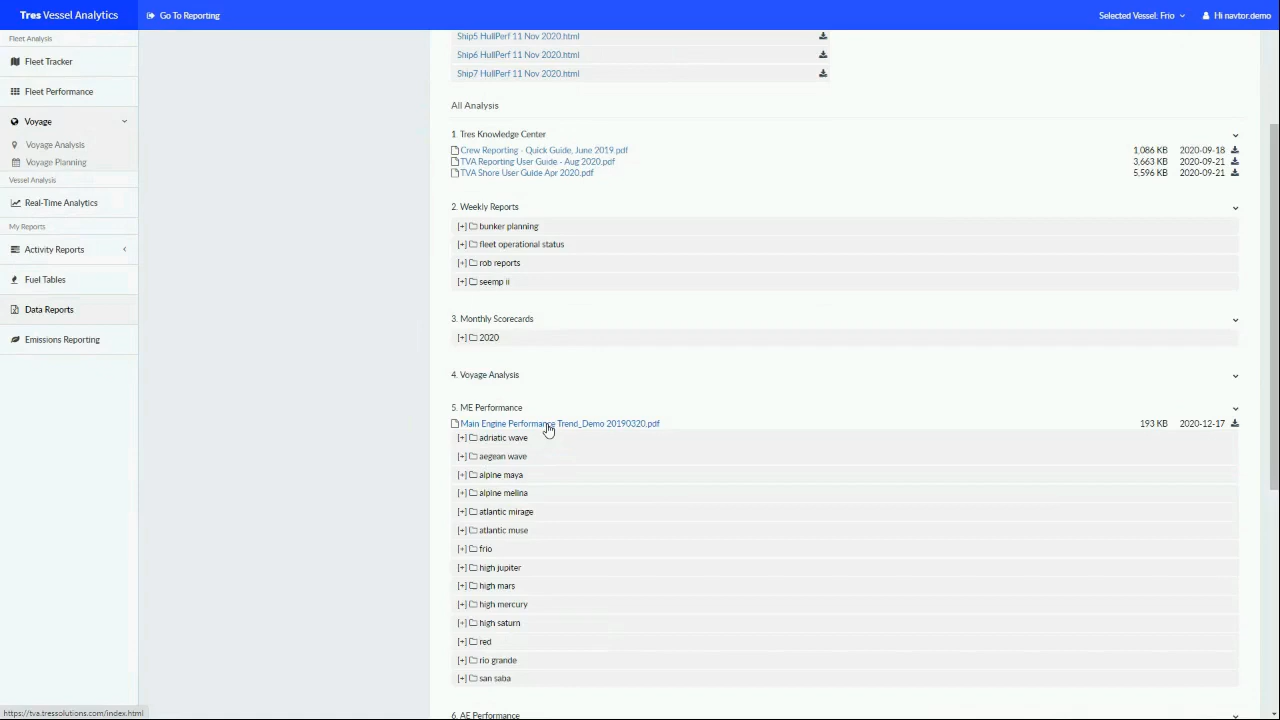 Tres Vessel Analytics
Go To Reporting
Selected Vessel: Frio
Hi navtor.demo
Fleet Analysis
Fleet Tracker
Fleet Performance
Voyage
Voyage Analysis
Voyage Planning
Vessel Analysis
Real-Time Analytics
My Reports
Activity Reports
Fuel Tables
Data Reports
Emissions Reporting
Ship5 HullPerf 11 Nov 2020.html
Ship6 HullPerf 11 Nov 2020.html
Ship7 HullPerf 11 Nov 2020.html
All Analysis
1. Tres Knowledge Center
Crew Reporting - Quick Guide, June 2019.pdf 1,086 KB 2020-09-18
TVA Reporting User Guide - Aug 2020.pdf 3,663 KB 2020-09-21
TVA Shore User Guide Apr 2020.pdf 5,596 KB 2020-09-21
2. Weekly Reports
[+] bunker planning
[+] fleet operational status
[+] rob reports
[+] seemp ii
3. Monthly Scorecards
[+] 2020
4. Voyage Analysis
5. ME Performance
Main Engine Performance Trend_Demo 20190320.pdf 193 KB 2020-12-17
[+] adriatic wave
[+] aegean wave
[+] alpine maya
[+] alpine melina
[+] atlantic mirage
[+] atlantic muse
[+] frio
[+] high jupiter
[+] high mars
[+] high mercury
[+] high saturn
[+] red
[+] rio grande
[+] san saba
6. AE Performance
https://tva.tressolutions.com/index.html